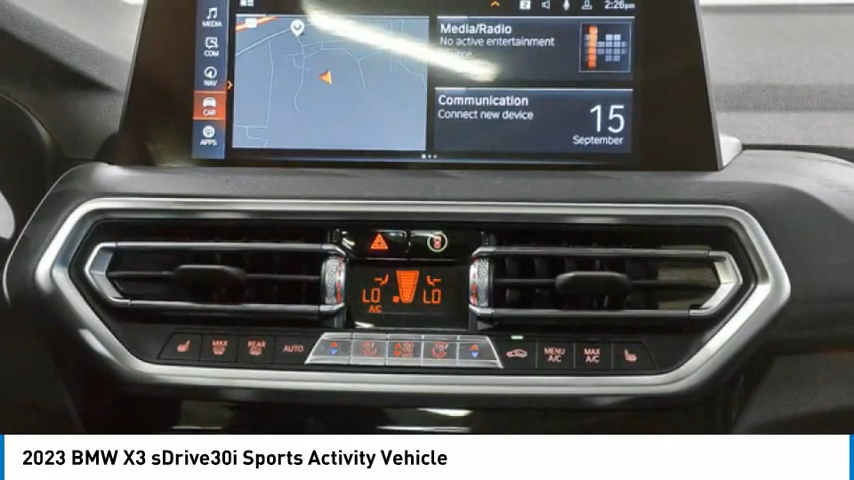 2:26pm
MEDIA
COM
NAV
CAR
APPS
Media/Radio
No active entertainment
Communication
Connect new device
15
September
LO
LO
A/C
MAX
REAR
AUTO
MENU
A/C
MAX
A/C
2023 BMW X3 sDrive30i Sports Activity Vehicle